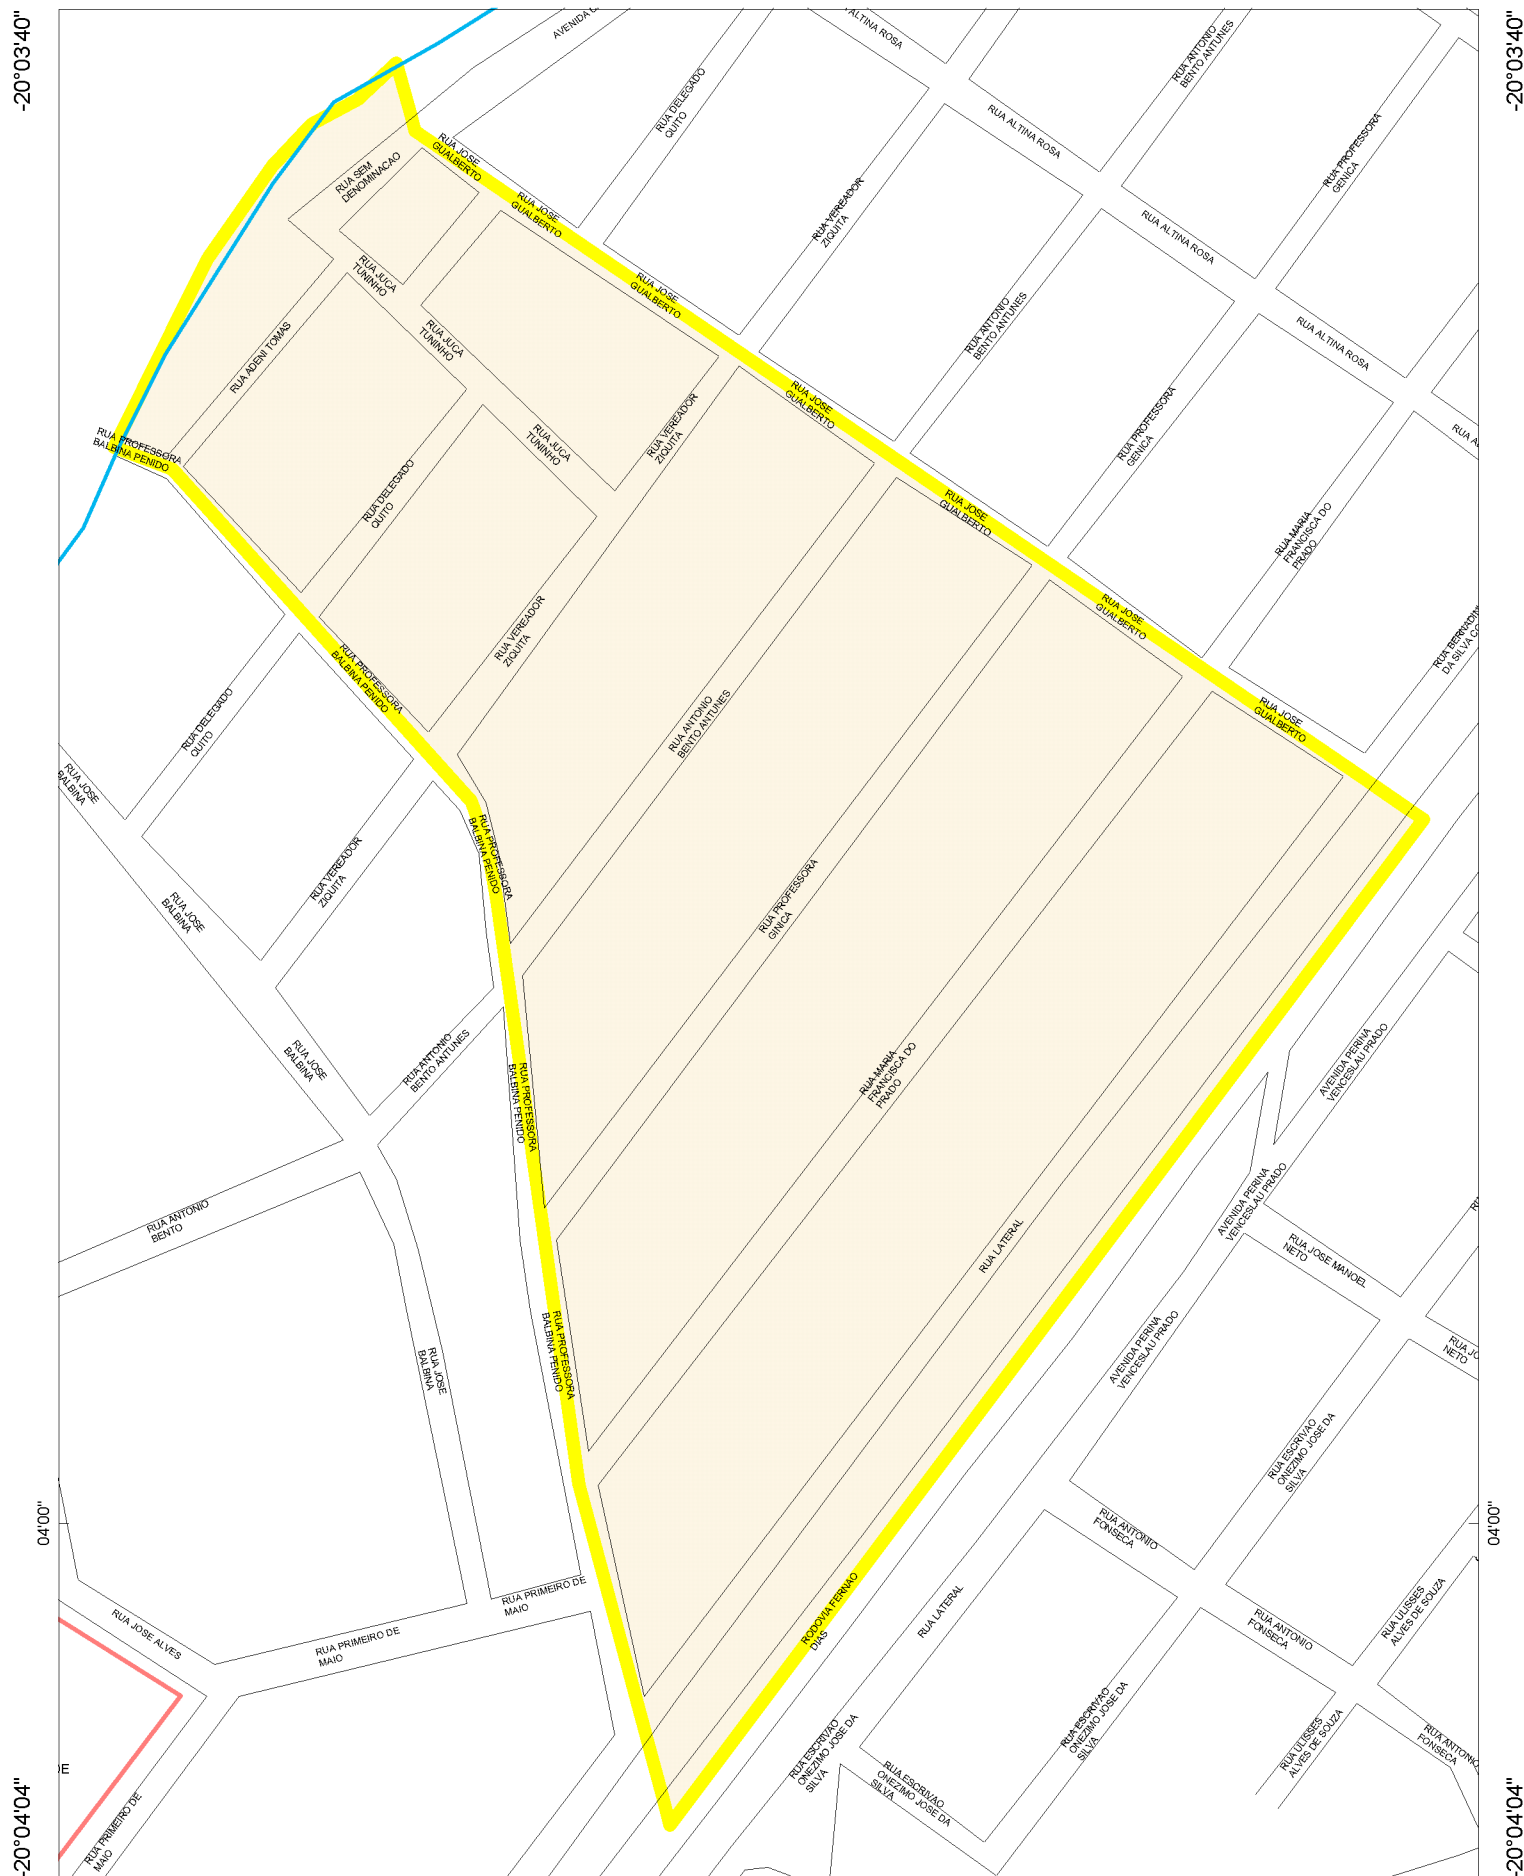 -20°03'40"
-20°03'40"
RUA ALTINA ROSA
RUA ANTONIO
BENTO ANTUNES
RUA DELEGADO
QUITO
RUA ALTINA ROSA
RUA PROFESSORA
GENICA
RUA JOSE
GUALBERTO
RUA SEM
DENOMINACAO
RUA JOSE
GUALBERTO
RUA VEREADOR
ZIQUITA
RUA ALTINA ROSA
RUA JUCA
TUNINHO
RUA JOSE
GUALBERTO
RUA ANTONIO
BENTO ANTUNES
RUA ALTINA ROSA
RUA ADENI TOMAS
RUA JUCA
TUNINHO
RUA JOSE
GUALBERTO
RUA PROFESSORA
GENICA
RUA VEREADOR
ZIQUITA
RUA JUCA
TUNINHO
RUA PROFESSORA
BALBINA PENIDO
RUA DELEGADO
QUITO
RUA JOSE
GUALBERTO
RUA MARIA
FRANCISCA DO
PRADO
RUA JOSE
GUALBERTO
RUA VEREADOR
ZIQUITA
RUA PROFESSORA
BALBINA PENIDO
RUA ANTONIO
BENTO ANTUNES
RUA JOSE
GUALBERTO
RUA DELEGADO
QUITO
RUA JOSE
BALBINA
RUA PROFESSORA
BALBINA PENIDO
RUA VEREADOR
ZIQUITA
RUA PROFESSORA
GINICA
RUA JOSE
BALBINA
RUA JOSE
BALBINA
RUA ANTONIO
BENTO ANTUNES
RUA PROFESSORA
BALBINA PENIDO
RUA MARIA
FRANCISCA DO
PRADO
AVENIDA PERINA
VENCESLAU PRADO
AVENIDA PERINA
VENCESLAU PRADO
RUA ANTONIO
BENTO
RUA LATERAL
RUA JOSE MANOEL
NETO
RUA JOSE
BALBINA
RUA PROFESSORA
BALBINA PENIDO
AVENIDA PERINA
VENCESLAU PRADO
NETO
RUA ESCRIVAO
ONEZIMO JOSE DA
SILVA
04'00"
04'00"
RUA ANTONIO
FONSECA
RUA PRIMEIRO DE
MAIO
RODOVIA FERNAO
DIAS
RUA LATERAL
RUA ULISSES
ALVES DE SOUZA
RUA JOSE ALVES
RUA PRIMEIRO DE
MAIO
RUA ANTONIO
FONSECA
RUA ESCRIVAO
ONEZIMO JOSE DA
SILVA
RUA ESCRIVAO
ONEZIMO JOSE DA
SILVA
RUA ULISSES
ALVES DE SOUZA
RUA ANTONIO
FONSECA
RUA ESCRIVAO
ONEZIMO JOSE DA
SILVA
RUA PRIMEIRO DE
MAIO
-20°04'04"
-20°04'04"